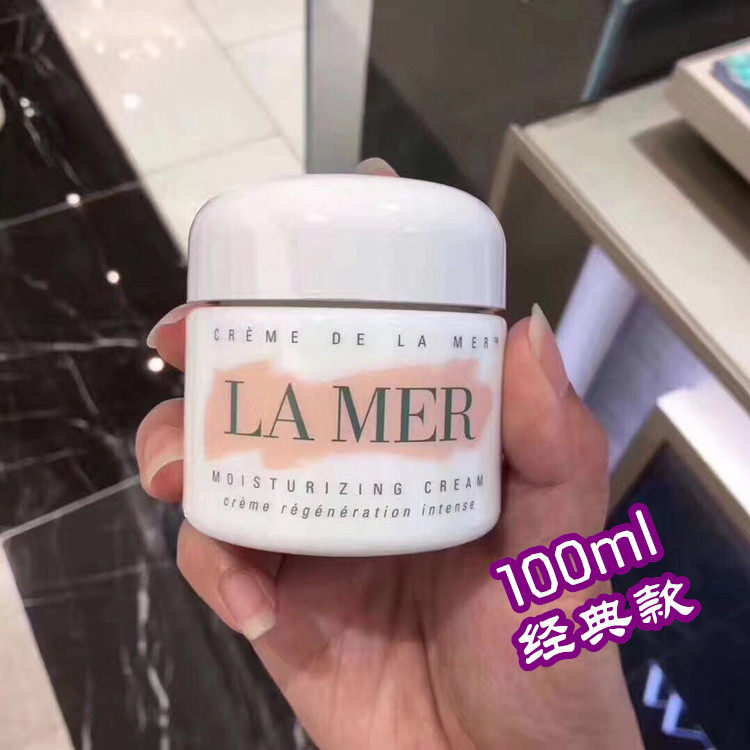 CRÈME DE LA MER™
LA MER
MOISTURIZING CREAM
crème régénération intense
100ml
经典款